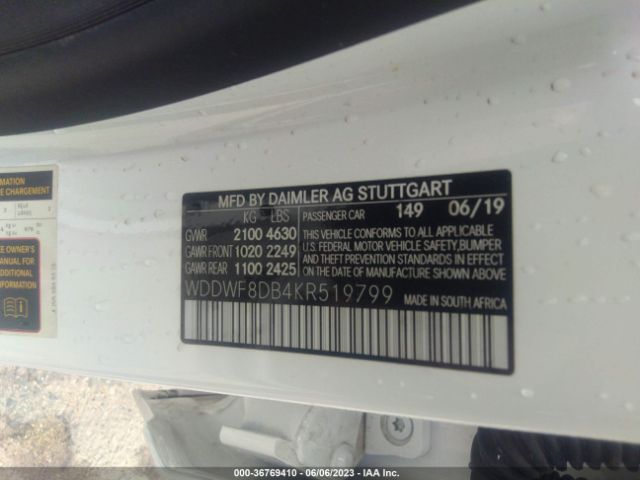 MATION
E CHARGEMENT
EE OWNER'S
MANUAL FOR
ADDITIONAL
INFORMATION
MFD BY DAIMLER AG STUTTGART
KG LBS PASSENGER CAR 149 06/19
GVWR 2100 4630
GAWR FRONT 1020 2249
GAWR REAR 1100 2425
THIS VEHICLE CONFORMS TO ALL APPLICABLE
U.S. FEDERAL MOTOR VEHICLE SAFETY, BUMPER
AND THEFT PREVENTION STANDARDS IN EFFECT
ON THE DATE OF MANUFACTURE SHOWN ABOVE.
WDDWF8DB4KR519799 MADE IN SOUTH AFRICA
000-36769410 - 06/06/2023 - IAA Inc.